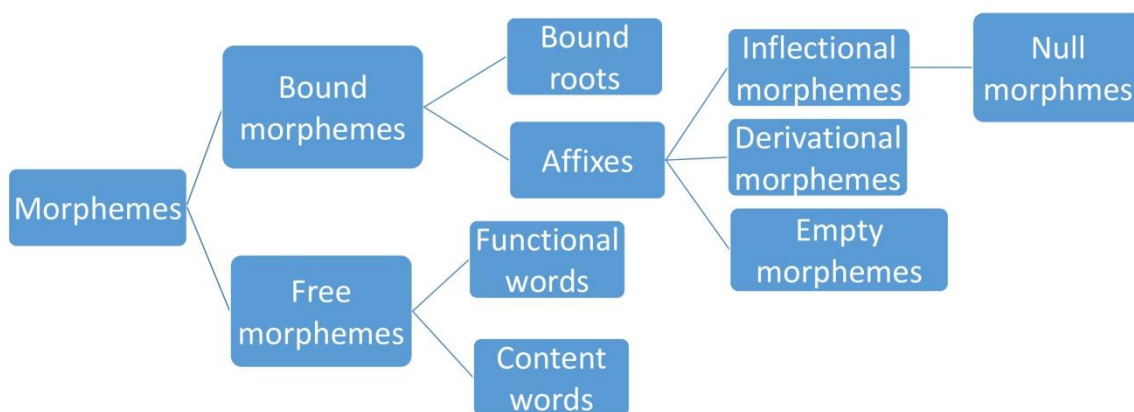 Morphemes
Bound
morphemes
Bound
roots
Affixes
Inflectional
morphemes
Null
morphmes
Derivational
morphemes
Empty
morphemes
Free
morphemes
Functional
words
Content
words